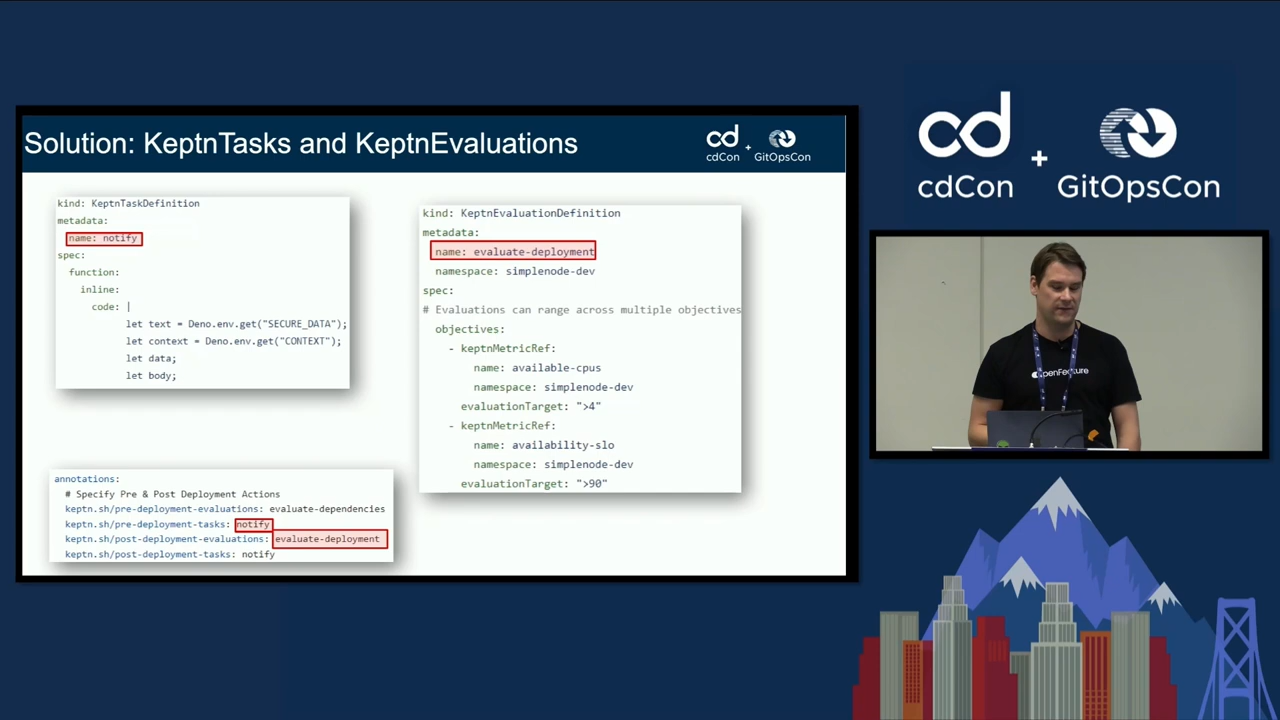 Solution: KeptnTasks and KeptnEvaluations
cdCon + GitOpsCon
kind: KeptnTaskDefinition
metadata:
name: notify
spec:
function:
inline:
code: |
let text = Deno.env.get("SECURE_DATA");
let context = Deno.env.get("CONTEXT");
let data;
let body;
kind: KeptnEvaluationDefinition
metadata:
name: evaluate-deployment
namespace: simplenode-dev
spec:
# Evaluations can range across multiple objectives
objectives:
- keptnMetricRef:
name: available-cpus
namespace: simplenode-dev
evaluationTarget: ">4"
- keptnMetricRef:
name: availability-slo
namespace: simplenode-dev
evaluationTarget: ">90"
annotations:
# Specify Pre & Post Deployment Actions
keptn.sh/pre-deployment-evaluations: evaluate-dependencies
keptn.sh/pre-deployment-tasks: notify
keptn.sh/post-deployment-evaluations: evaluate-deployment
keptn.sh/post-deployment-tasks: notify
cd
cdCon + GitOpsCon
OpenFeature